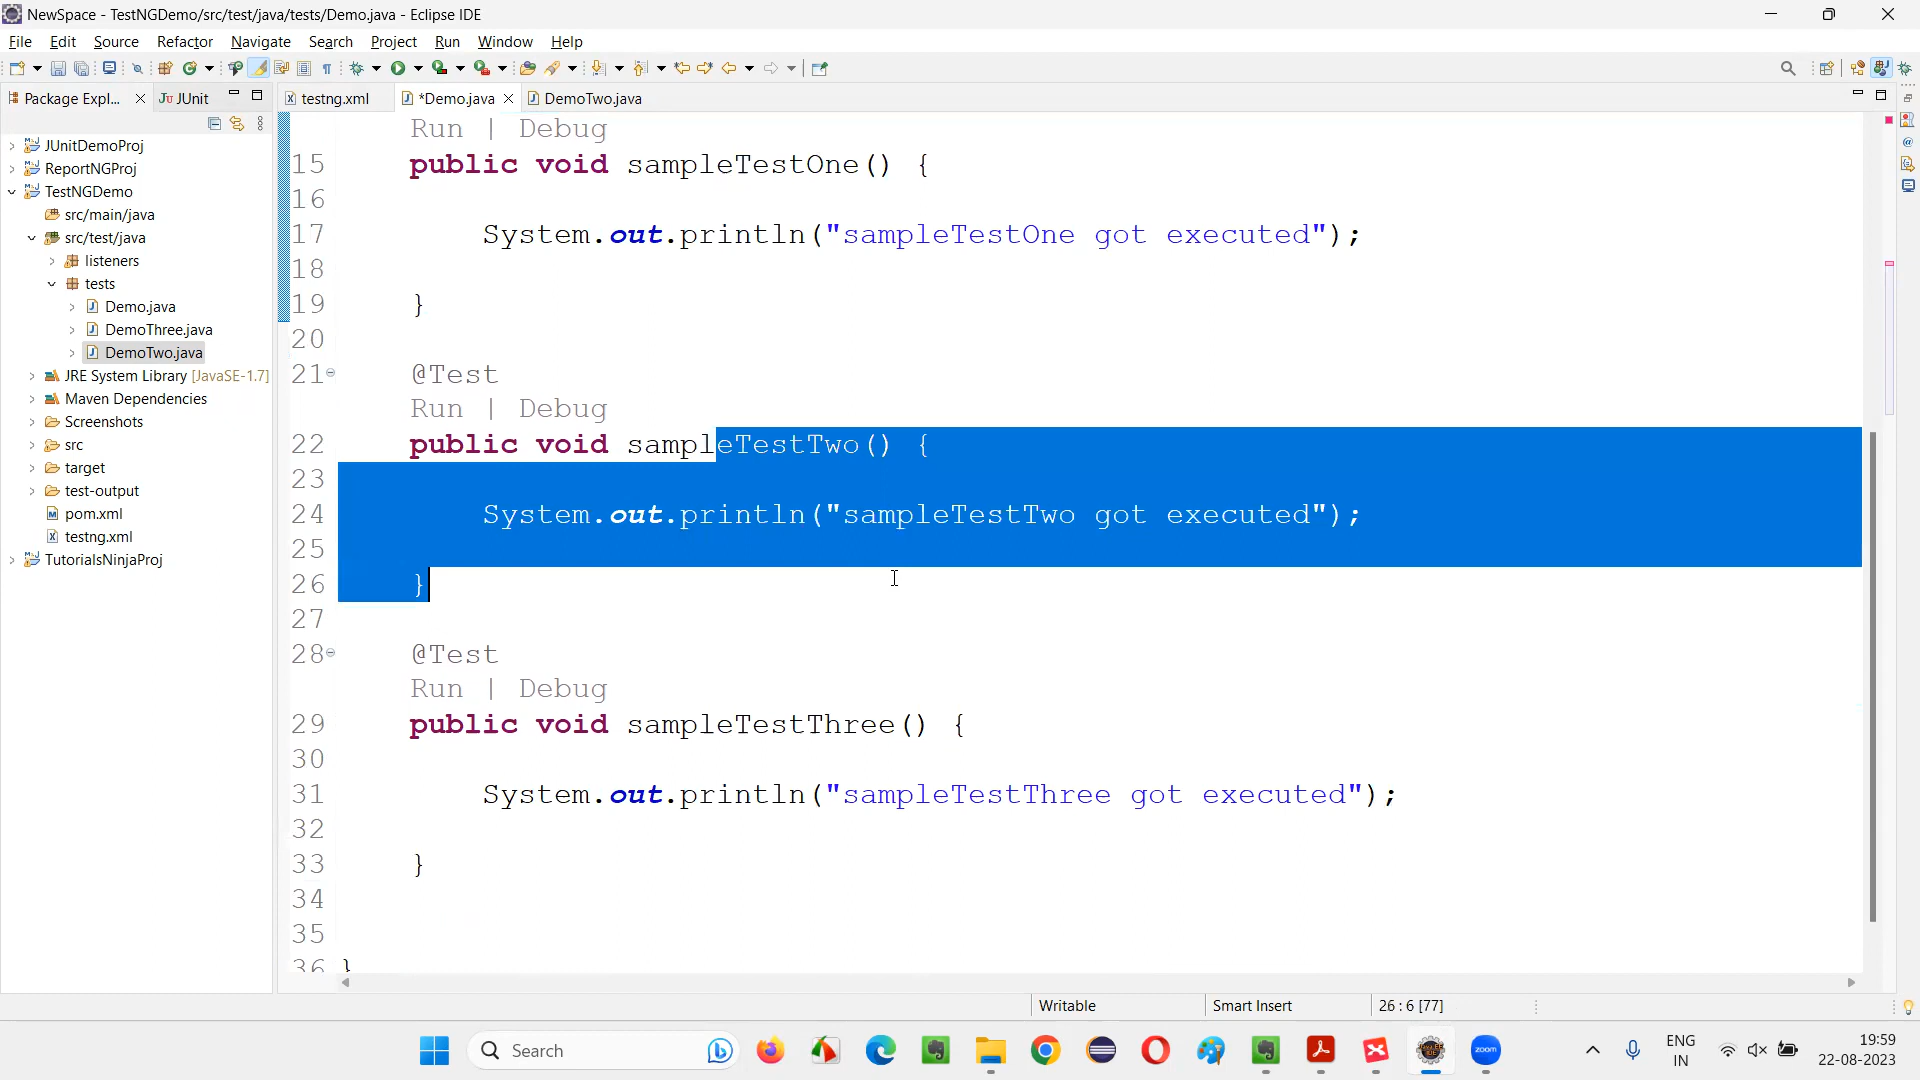 NewSpace - TestNGDemo/src/test/java/tests/Demo.java - Eclipse IDE
File Edit Source Refactor Navigate Search Project Run Window Help
Package Expl... JUnit
testng.xml *Demo.java DemoTwo.java
JUnitDemoProj
ReportNGProj
TestNGDemo
src/main/java
src/test/java
listeners
tests
Demo.java
DemoThree.java
DemoTwo.java
JRE System Library [JavaSE-1.7]
Maven Dependencies
Screenshots
src
target
test-output
pom.xml
testng.xml
TutorialsNinjaProj
Run | Debug
15 public void sampleTestOne() {
16
17 System.out.println("sampleTestOne got executed");
18
19 }
20
21 @Test
Run | Debug
22 public void sampleTestTwo() {
23
24 System.out.println("sampleTestTwo got executed");
25
26 }
27
28 @Test
Run | Debug
29 public void sampleTestThree() {
30
31 System.out.println("sampleTestThree got executed");
32
33 }
34
35
36 }
Writable Smart Insert 26 : 6 [77]
Search
zoom
ENG
IN
19:59
22-08-2023